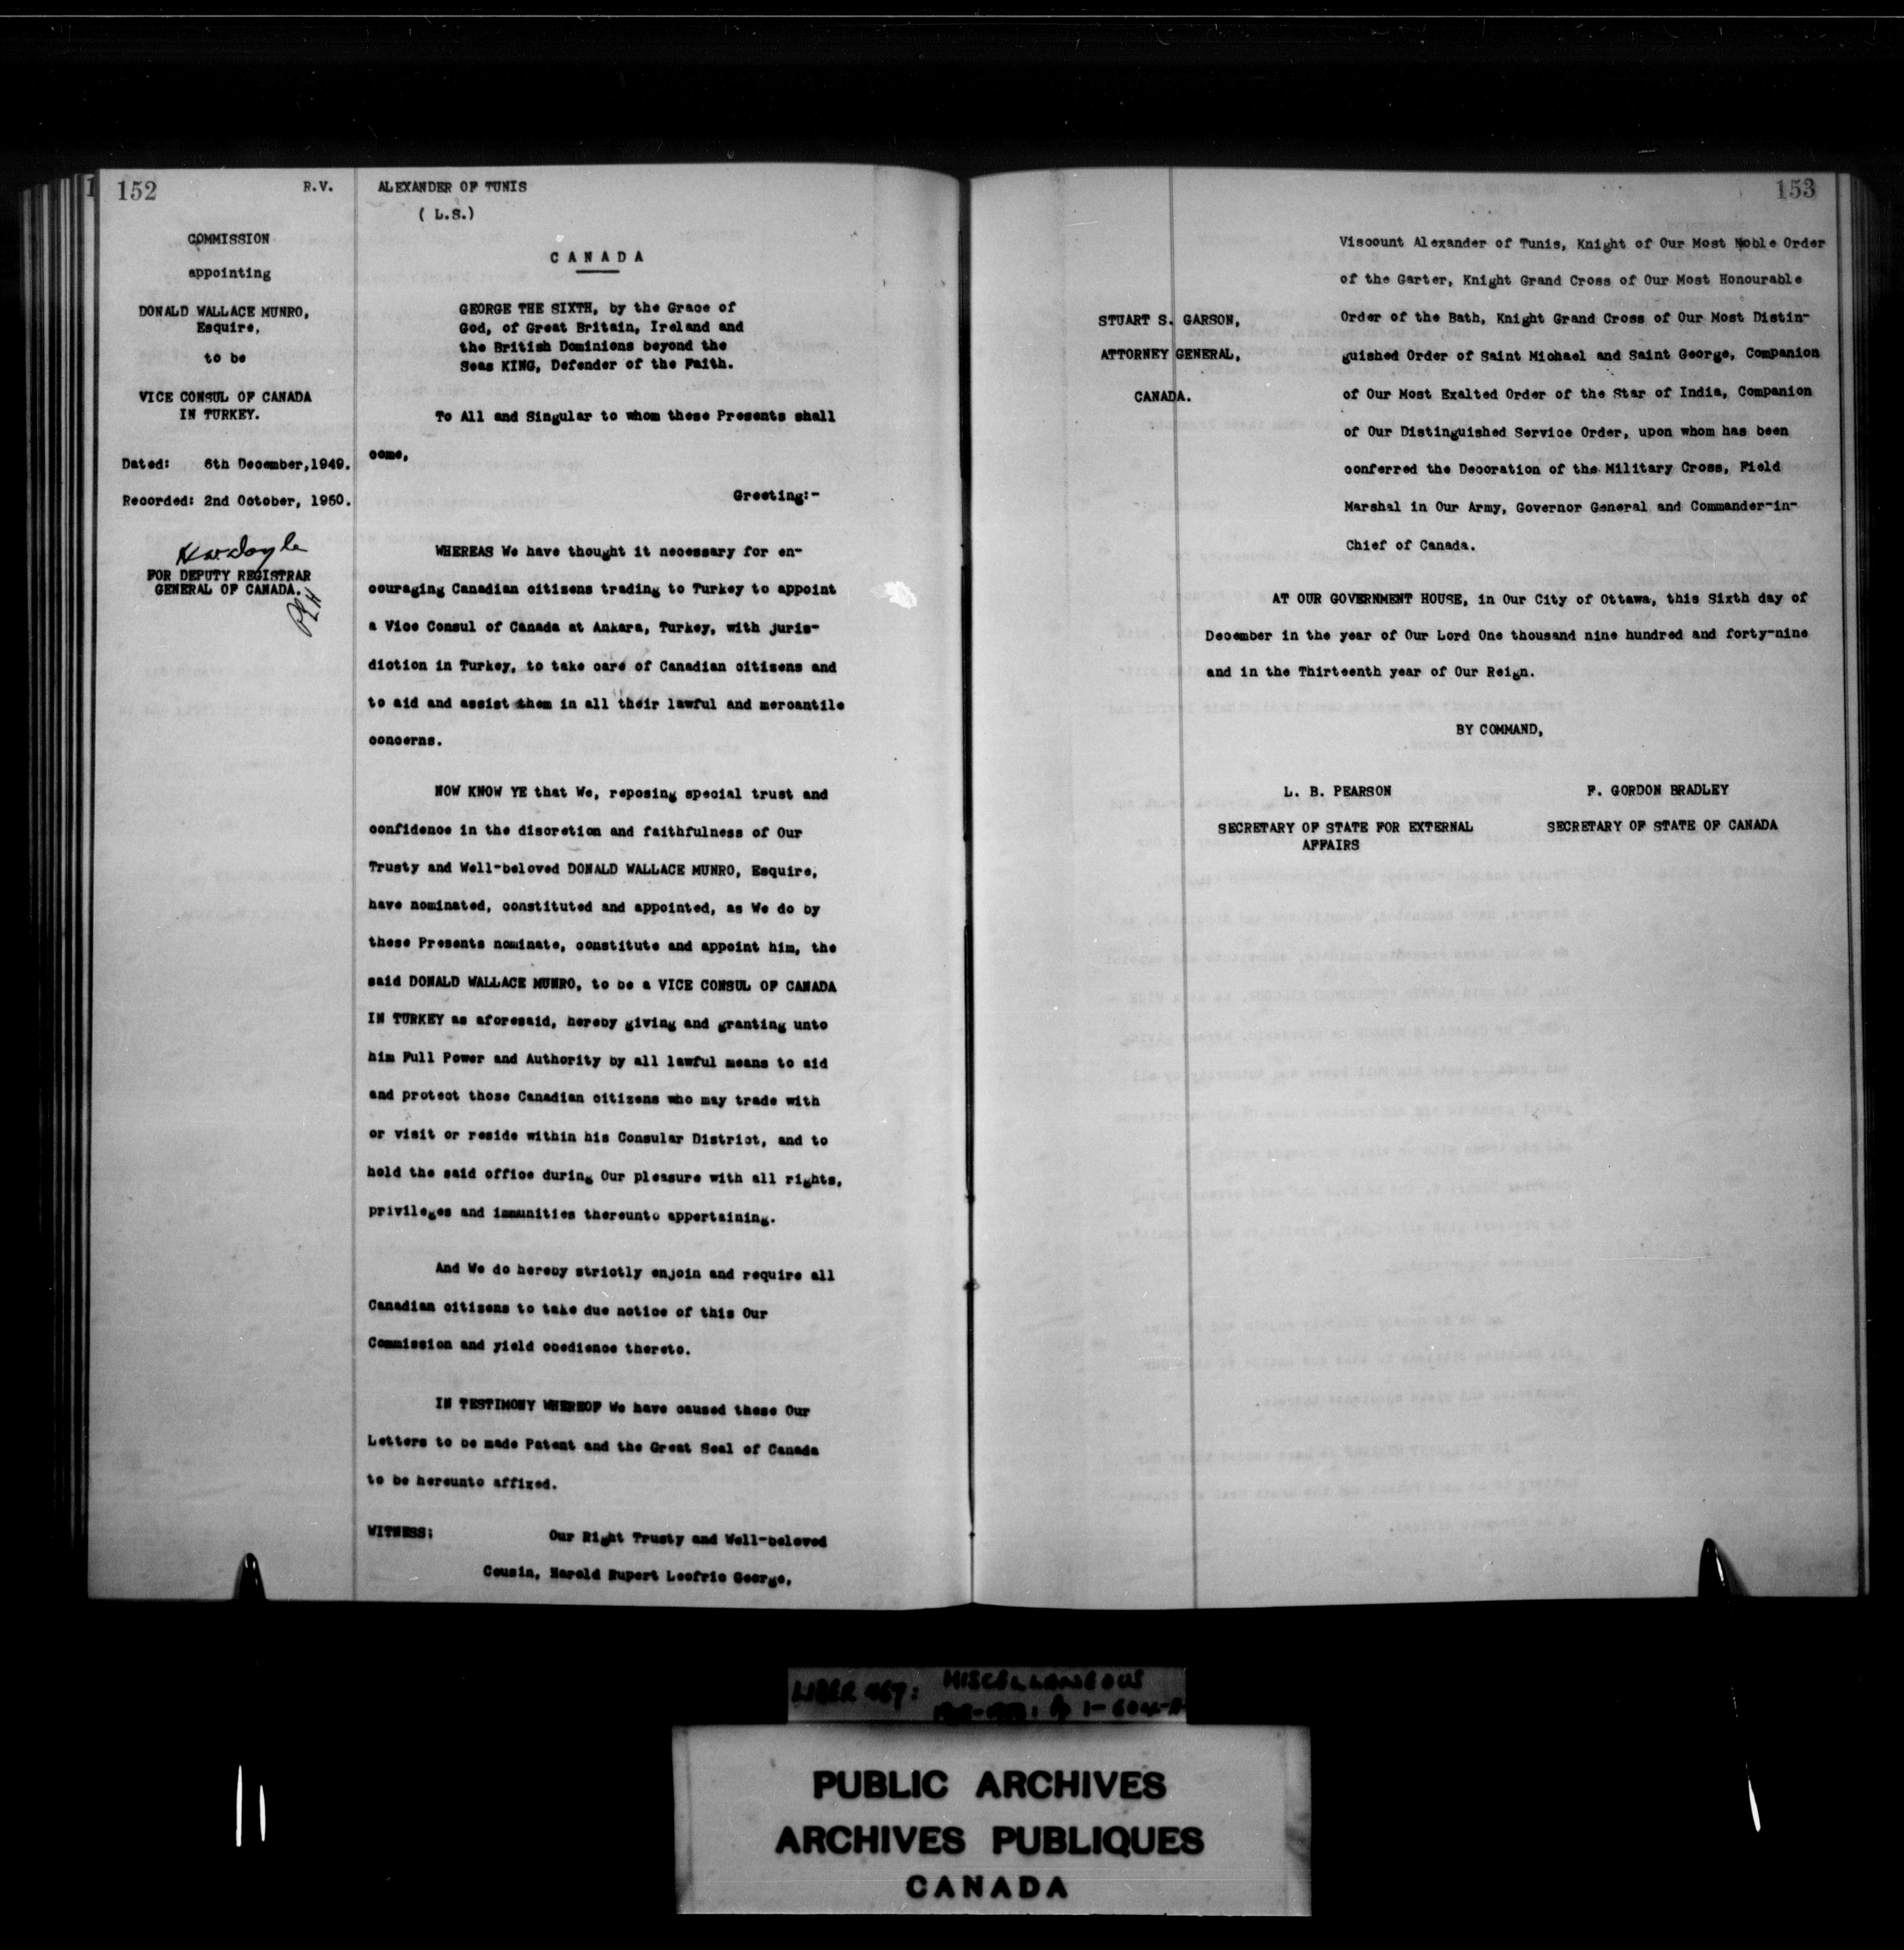 152
R.V.
COMMISSION
appointing
DONALD WALLACE MUNRO,
Esquire,
to be
VICE CONSUL OF CANADA
IN TURKEY.
Dated: 6th December,1949.
Recorded: 2nd October, 1950.
FOR DEPUTY REGISTRAR
GENERAL OF CANADA.
ALEXANDER OF TUNIS
( L.S.)
CANADA
GEORGE THE SIXTH, by the Grace of
God, of Great Britain, Ireland and
the British Dominions beyond the
Seas KING, Defender of the Faith.
To All and Singular to whom these Presents shall
come,
Greeting:-
WHEREAS We have thought it necessary for en-
couraging Canadian citizens trading to Turkey to appoint
a Vice Consul of Canada at Ankara, Turkey, with juris-
diction in Turkey, to take care of Canadian citizens and
to aid and assist them in all their lawful and mercantile
concerns.
NOW KNOW YE that We, reposing special trust and
confidence in the discretion and faithfulness of Our
Trusty and Well-beloved DONALD WALLACE MUNRO, Esquire,
have nominated, constituted and appointed, as We do by
these Presents nominate, constitute and appoint him, the
said DONALD WALLACE MUNRO, to be a VICE CONSUL OF CANADA
IN TURKEY as aforesaid, hereby giving and granting unto
him Full Power and Authority by all lawful means to aid
and protect those Canadian citizens who may trade with
or visit or reside within his Consular District, and to
hold the said office during Our pleasure with all rights,
privileges and immunities thereunto appertaining.
And We do hereby strictly enjoin and require all
Canadian citizens to take due notice of this Our
Commission and yield obedience thereto.
IN TESTIMONY WHEREOF We have caused these Our
Letters to be made Patent and the Great Seal of Canada
to be hereunto affixed.
WITNESS: Our Right Trusty and Well-beloved
Cousin, Harold Rupert Leofric George,
153
STUART S. GARSON,
ATTORNEY GENERAL,
CANADA.
Viscount Alexander of Tunis, Knight of Our Most Noble Order
of the Garter, Knight Grand Cross of Our Most Honourable
Order of the Bath, Knight Grand Cross of Our Most Distin-
guished Order of Saint Michael and Saint George, Companion
of Our Most Exalted Order of the Star of India, Companion
of Our Distinguished Service Order, upon whom has been
conferred the Decoration of the Military Cross, Field
Marshal in Our Army, Governor General and Commander-in-
Chief of Canada.
AT OUR GOVERNMENT HOUSE, in Our City of Ottawa, this Sixth day of
December in the year of Our Lord One thousand nine hundred and forty-nine
and in the Thirteenth year of Our Reign.
BY COMMAND,
L. B. PEARSON
SECRETARY OF STATE FOR EXTERNAL
AFFAIRS
F. GORDON BRADLEY
SECRETARY OF STATE OF CANADA
LIBER 467: MISCELLANEOUS
PUBLIC ARCHIVES
ARCHIVES PUBLIQUES
CANADA